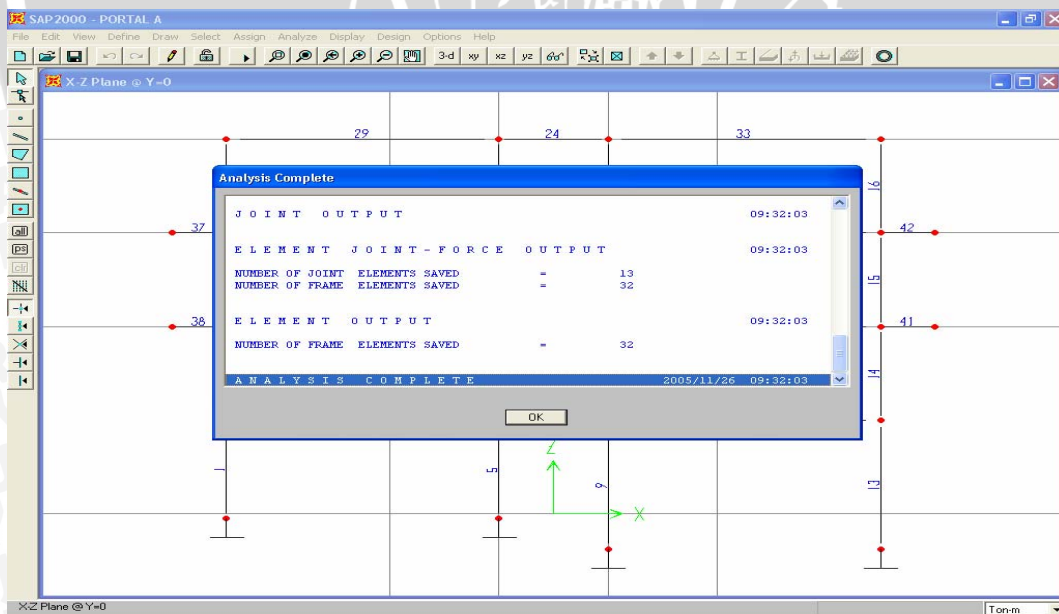 SAP2000 - PORTAL A
File Edit View Define Draw Select Assign Analyze Display Design Options Help
3-d xy xz yz
X-Z Plane @ Y=0
29 24 33
16
37 42
15
38 41
14
1 5 9 13
Z
X
all
ps
clr
Analysis Complete
J O I N T O U T P U T 09:32:03
E L E M E N T J O I N T - F O R C E O U T P U T 09:32:03
NUMBER OF JOINT ELEMENTS SAVED = 13
NUMBER OF FRAME ELEMENTS SAVED = 32
E L E M E N T O U T P U T 09:32:03
NUMBER OF FRAME ELEMENTS SAVED = 32
A N A L Y S I S C O M P L E T E 2005/11/26 09:32:03
OK
X-Z Plane @ Y=0
Ton-m